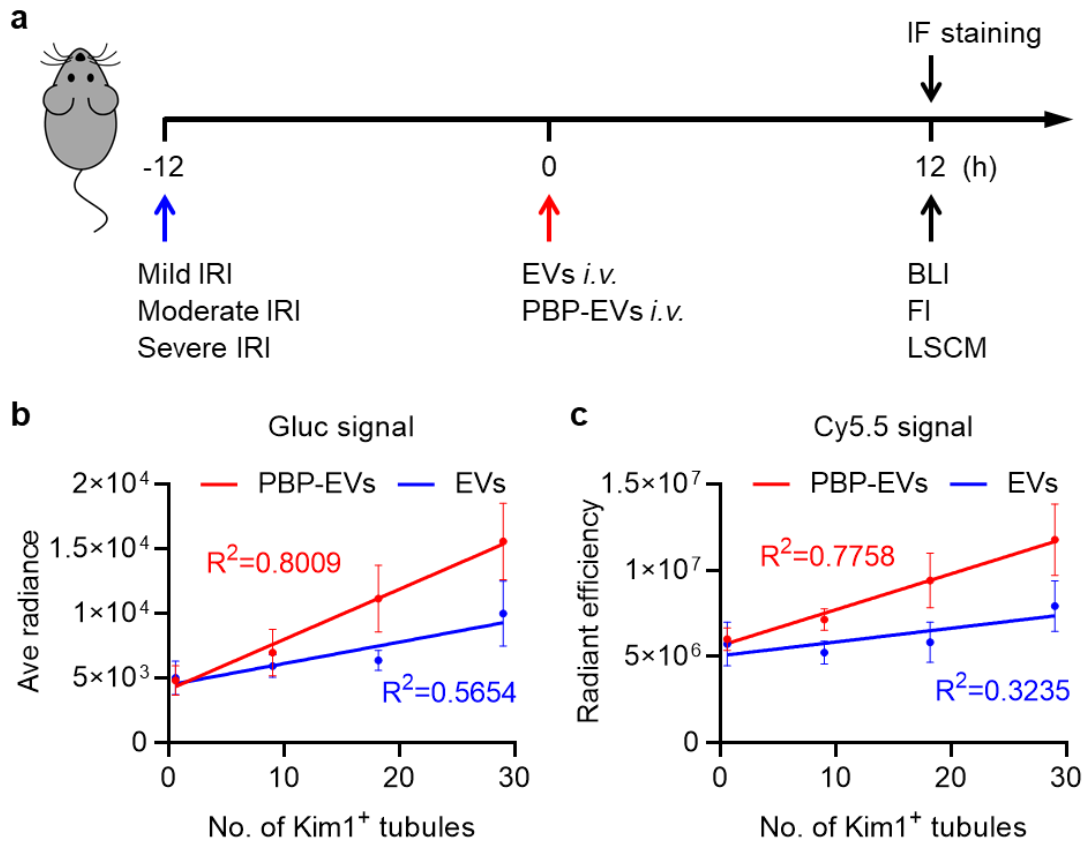 a
IF staining
-12 0 12 (h)
Mild IRI EVs i.v. BLI
Moderate IRI PBP-EVs i.v. FI
Severe IRI LSCM
b
Gluc signal
2×10⁴
1.5×10⁴
1×10⁴
5×10³
0
Ave radiance
PBP-EVs EVs
R²=0.8009
R²=0.5654
0 10 20 30
No. of Kim1⁺ tubules
c
Cy5.5 signal
1.5×10⁷
1×10⁷
5×10⁶
0
Radiant efficiency
PBP-EVs EVs
R²=0.7758
R²=0.3235
0 10 20 30
No. of Kim1⁺ tubules